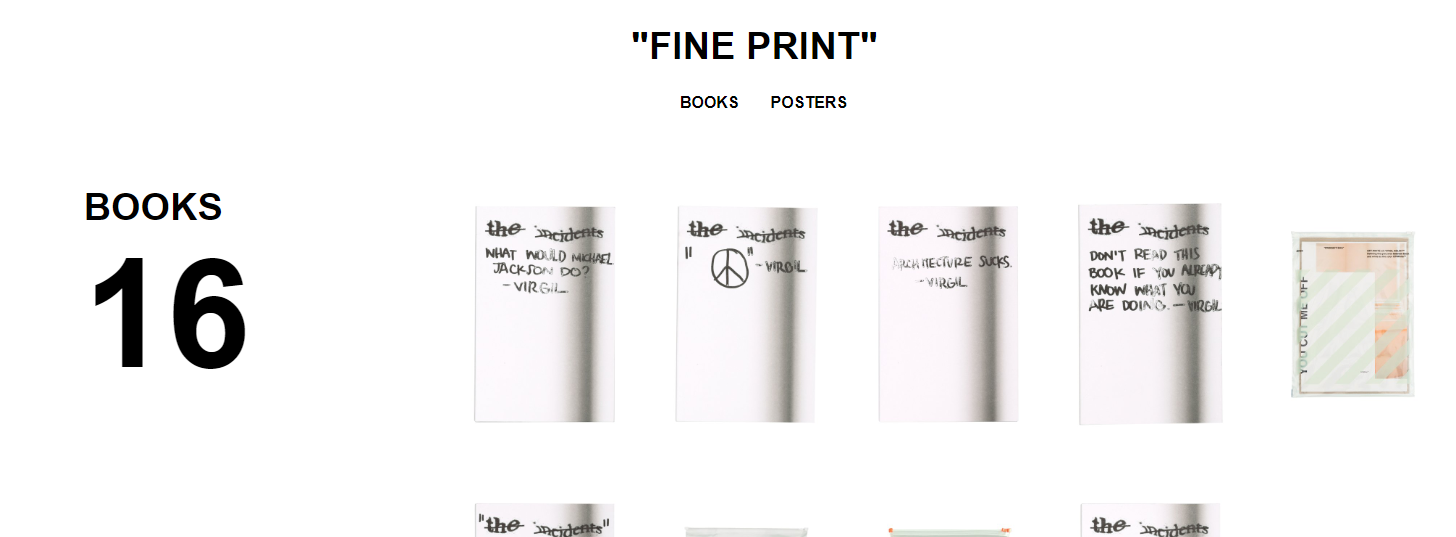 "FINE PRINT"
BOOKS POSTERS
BOOKS
16
the incidents
WHAT WOULD MICHAEL
JACKSON DO?
- VIRGIL
the incidents
" " - VIRGIL
the incidents
ARCHITECTURE SUCKS.
- VIRGIL
the incidents
DON'T READ THIS
BOOK IF YOU ALREADY
KNOW WHAT YOU
ARE DOING. - VIRGIL
YOU CUT ME OFF
"the incidents"
the incidents